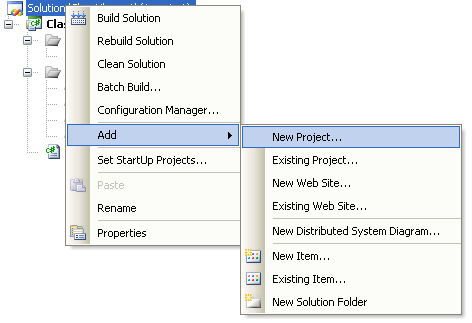 Solution
Clas
Build Solution
Rebuild Solution
Clean Solution
Batch Build...
Configuration Manager...
Add
Set StartUp Projects...
Paste
Rename
Properties
New Project...
Existing Project...
New Web Site...
Existing Web Site...
New Distributed System Diagram...
New Item...
Existing Item...
New Solution Folder